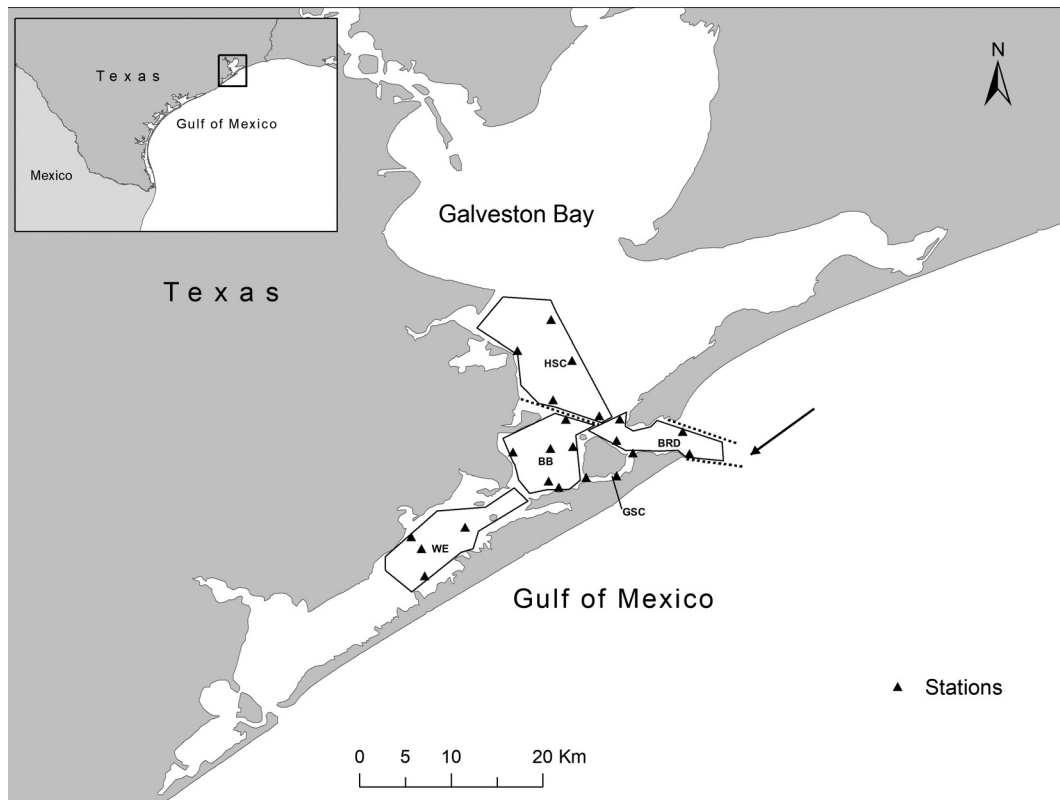 Texas
Gulf of Mexico
Mexico
N
Galveston Bay
Texas
HSC
BRD
BB
GSC
WE
Gulf of Mexico
Stations
0 5 10 20 Km